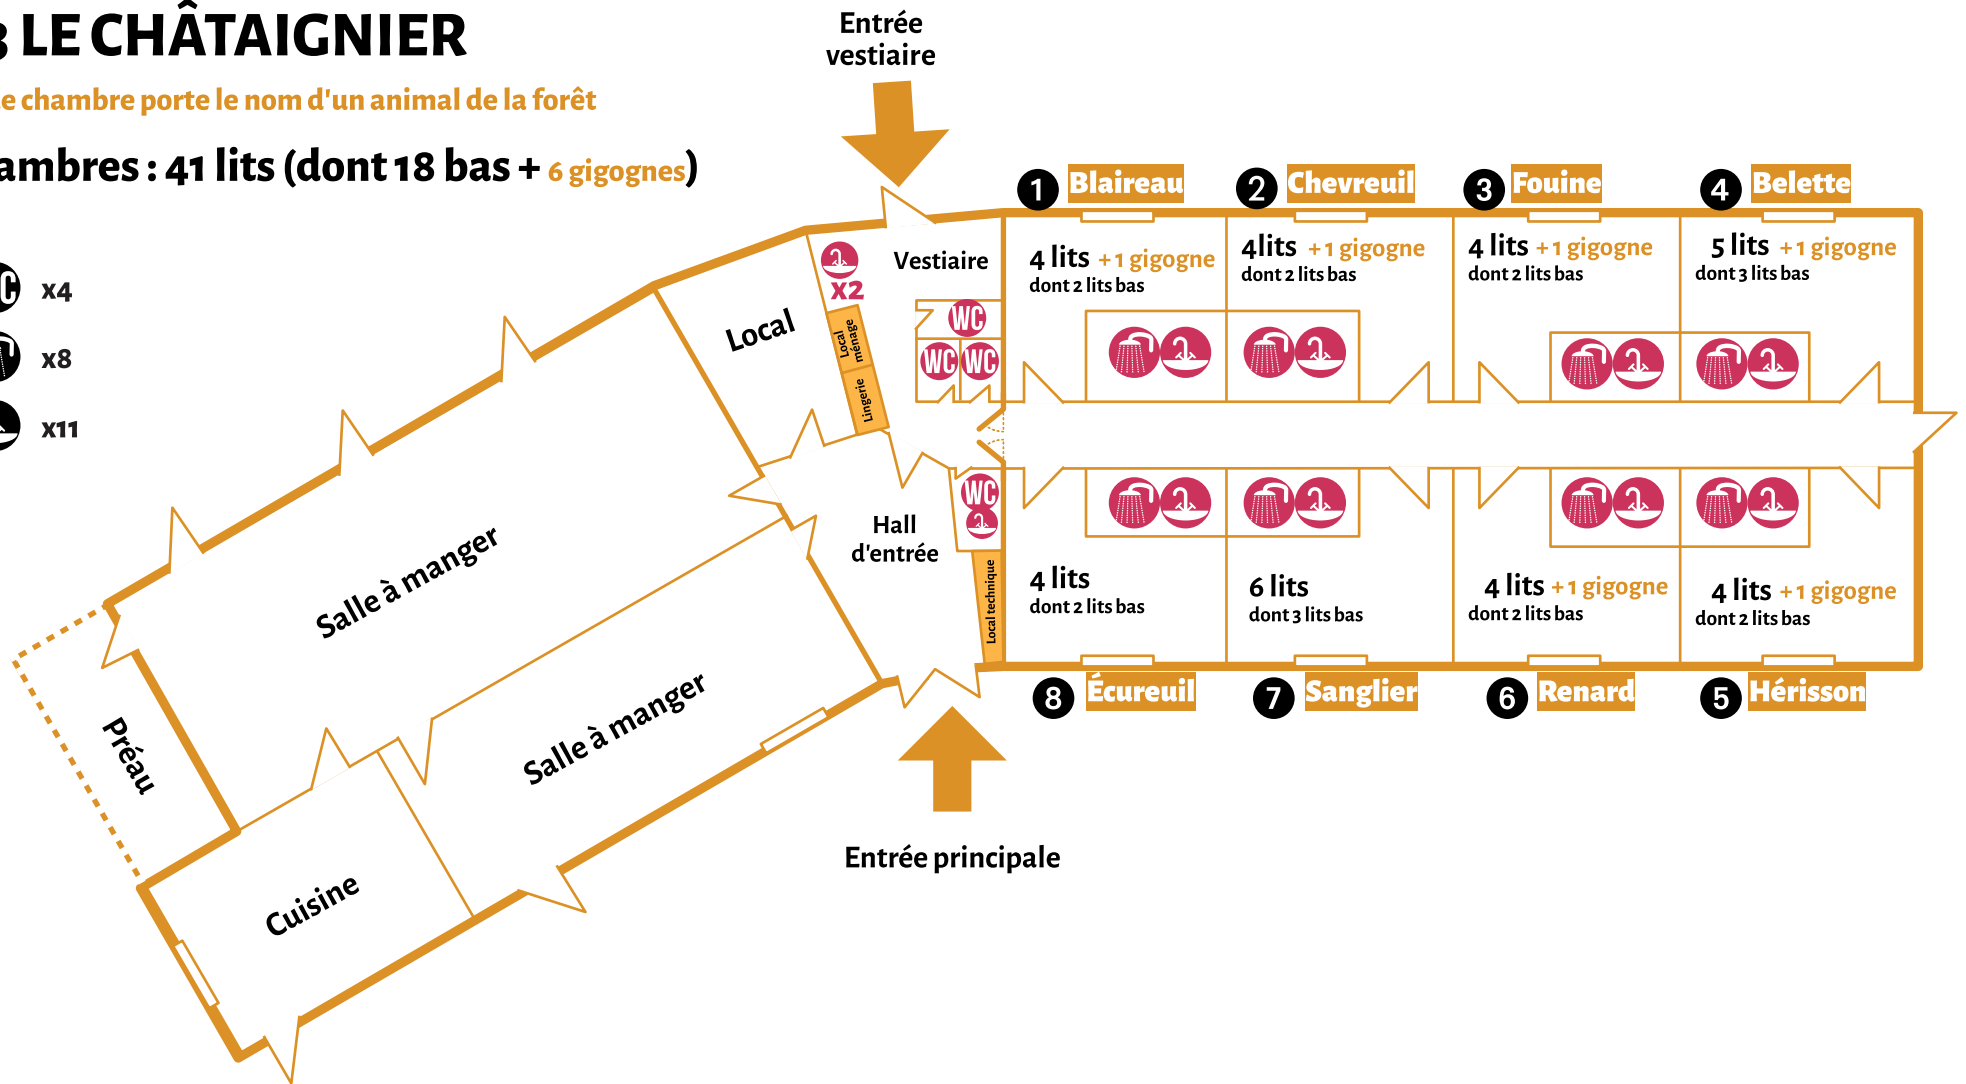 LE CHÂTAIGNIER
chambre porte le nom d'un animal de la forêt
: 41 lits (dont 18 bas + 6 gigognes)
x4
x8
x11
Entrée
vestiaire
1 Blaireau
2 Chevreuil
3 Fouine
4 Belette
4 lits +1 gigogne
dont 2 lits bas
4lits +1 gigogne
dont 2 lits bas
4 lits +1 gigogne
dont 2 lits bas
5 lits +1 gigogne
dont 3 lits bas
Vestiaire
x2
Local
Local
ménage
Lingerie
WC
WC WC
WC
Hall
d'entrée
Local technique
Salle à manger
Salle à manger
Préau
Cuisine
4 lits
dont 2 lits bas
6 lits
dont 3 lits bas
4 lits +1 gigogne
dont 2 lits bas
4 lits +1 gigogne
dont 2 lits bas
8 Écureuil
7 Sanglier
6 Renard
5 Hérisson
Entrée principale